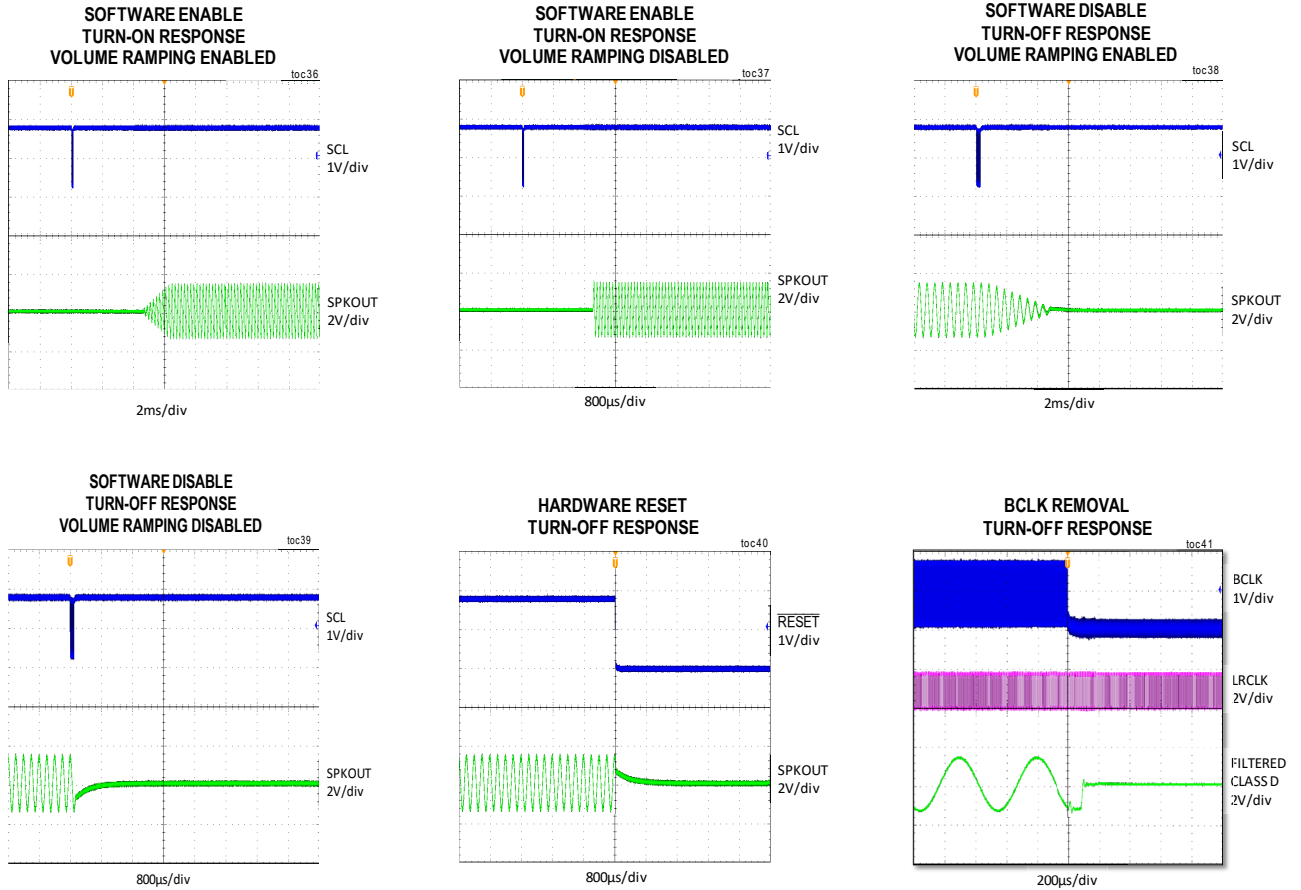 SOFTWARE ENABLE
TURN-ON RESPONSE
VOLUME RAMPING ENABLED
toc36
SCL
1V/div
SPKOUT
2V/div
2ms/div
SOFTWARE ENABLE
TURN-ON RESPONSE
VOLUME RAMPING DISABLED
toc37
SCL
1V/div
SPKOUT
2V/div
800µs/div
SOFTWARE DISABLE
TURN-OFF RESPONSE
VOLUME RAMPING ENABLED
toc38
SCL
1V/div
SPKOUT
2V/div
2ms/div
SOFTWARE DISABLE
TURN-OFF RESPONSE
VOLUME RAMPING DISABLED
toc39
SCL
1V/div
SPKOUT
2V/div
800µs/div
HARDWARE RESET
TURN-OFF RESPONSE
toc40
RESET
1V/div
SPKOUT
2V/div
800µs/div
BCLK REMOVAL
TURN-OFF RESPONSE
toc41
BCLK
1V/div
LRCLK
2V/div
FILTERED
CLASS D
2V/div
200µs/div